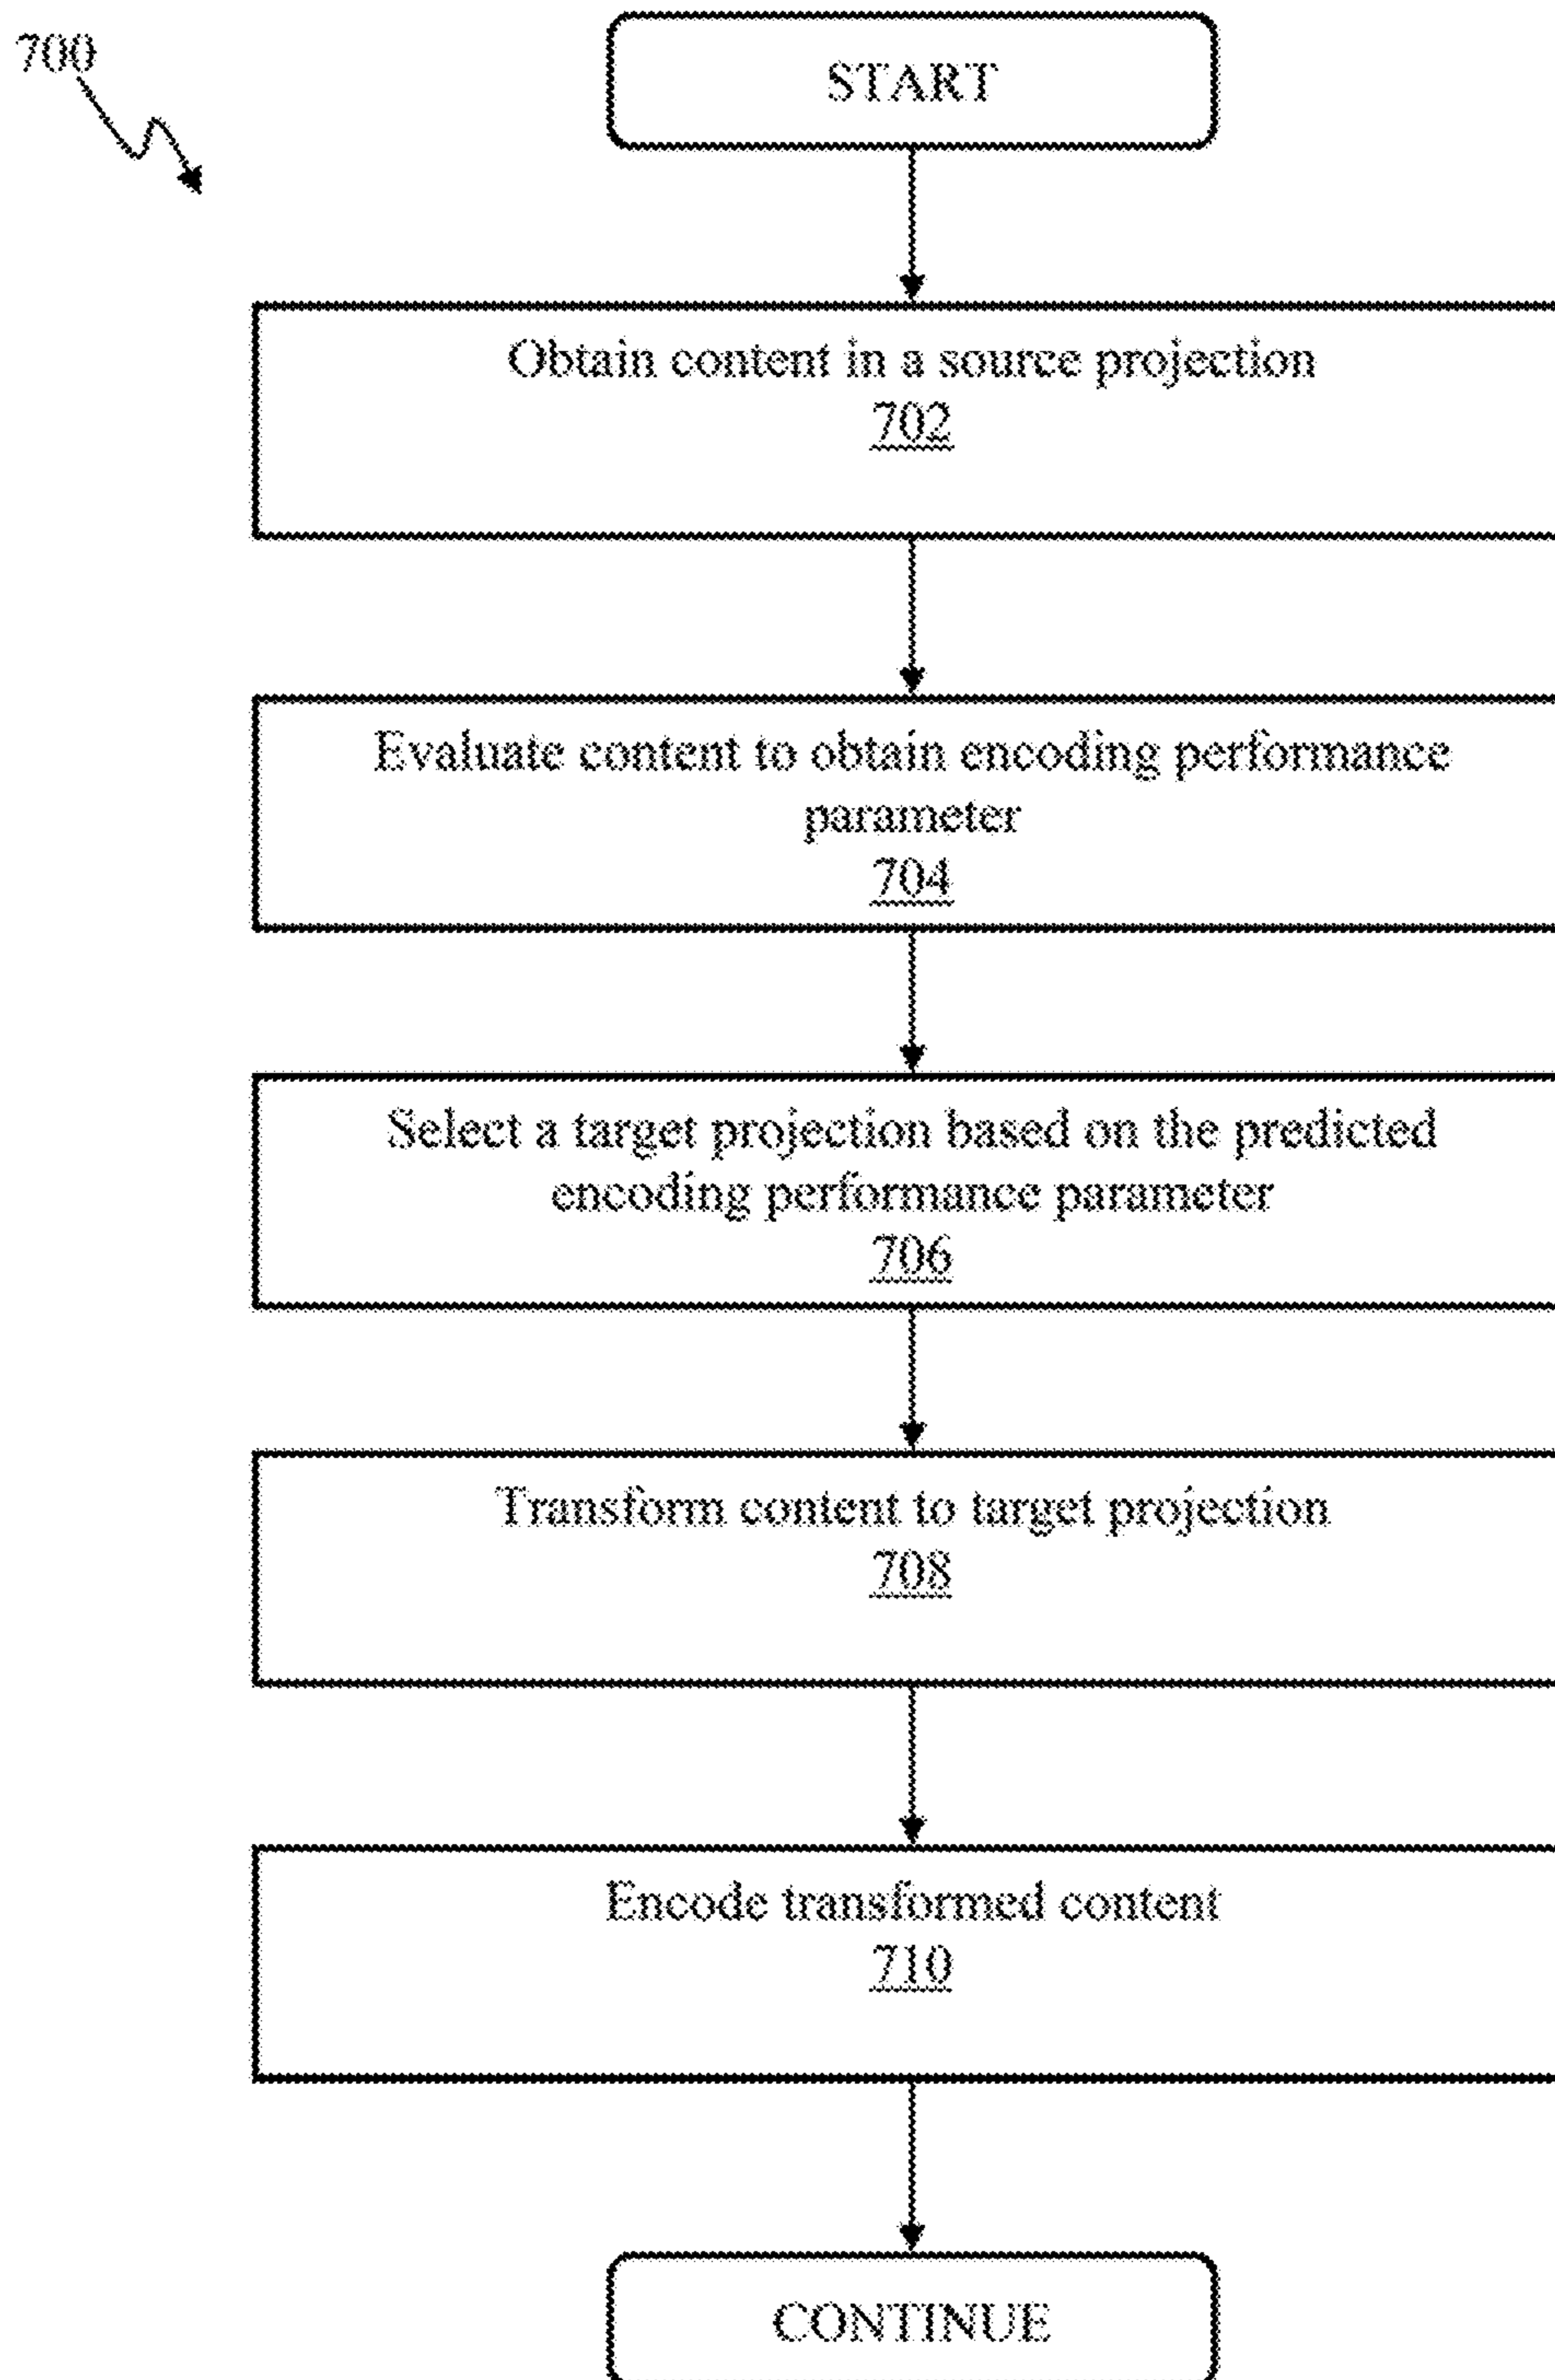 700
START
Obtain content in a source projection
702
Evaluate content to obtain encoding performance
parameter
704
Select a target projection based on the predicted
encoding performance parameter
706
Transform content to target projection
708
Encode transformed content
710
CONTINUE